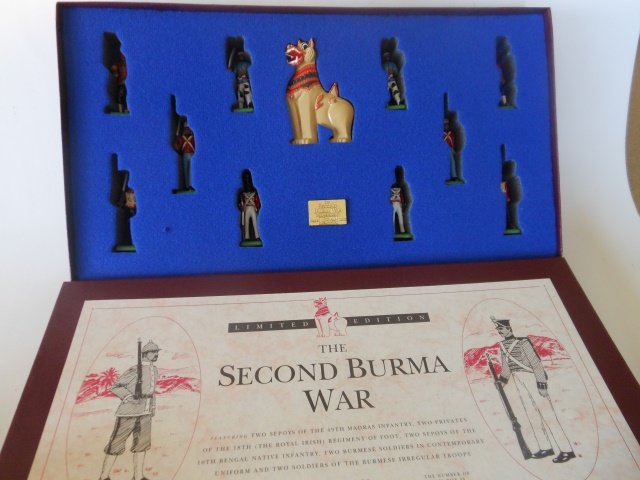 LIMITED EDITION
THE
SECOND BURMA
WAR
FEATURING TWO SEPOYS OF THE 49TH MADRAS INFANTRY, TWO PRIVATES
OF THE 18TH (THE ROYAL IRISH) REGIMENT OF FOOT, TWO SEPOYS OF THE
10TH BENGAL NATIVE INFANTRY, TWO BURMESE SOLDIERS IN CONTEMPORARY
UNIFORM AND TWO SOLDIERS OF THE BURMESE IRREGULAR TROOPS
THE NUMBER OF